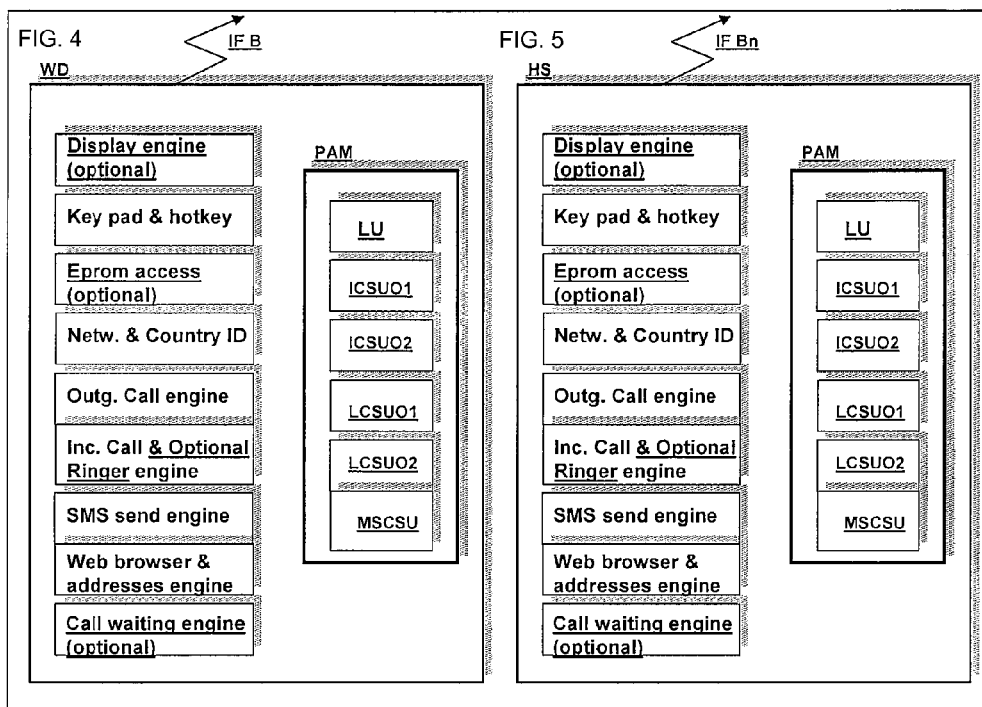 FIG. 4
IF B
WD
Display engine
(optional)
Key pad & hotkey
Eprom access
(optional)
Netw. & Country ID
Outg. Call engine
Inc. Call & Optional
Ringer engine
SMS send engine
Web browser &
addresses engine
Call waiting engine
(optional)
PAM
LU
ICSUO1
ICSUO2
LCSUO1
LCSUO2
MSCSU
FIG. 5
IF Bn
HS
Display engine
(optional)
Key pad & hotkey
Eprom access
(optional)
Netw. & Country ID
Outg. Call engine
Inc. Call & Optional
Ringer engine
SMS send engine
Web browser &
addresses engine
Call waiting engine
(optional)
PAM
LU
ICSUO1
ICSUO2
LCSUO1
LCSUO2
MSCSU